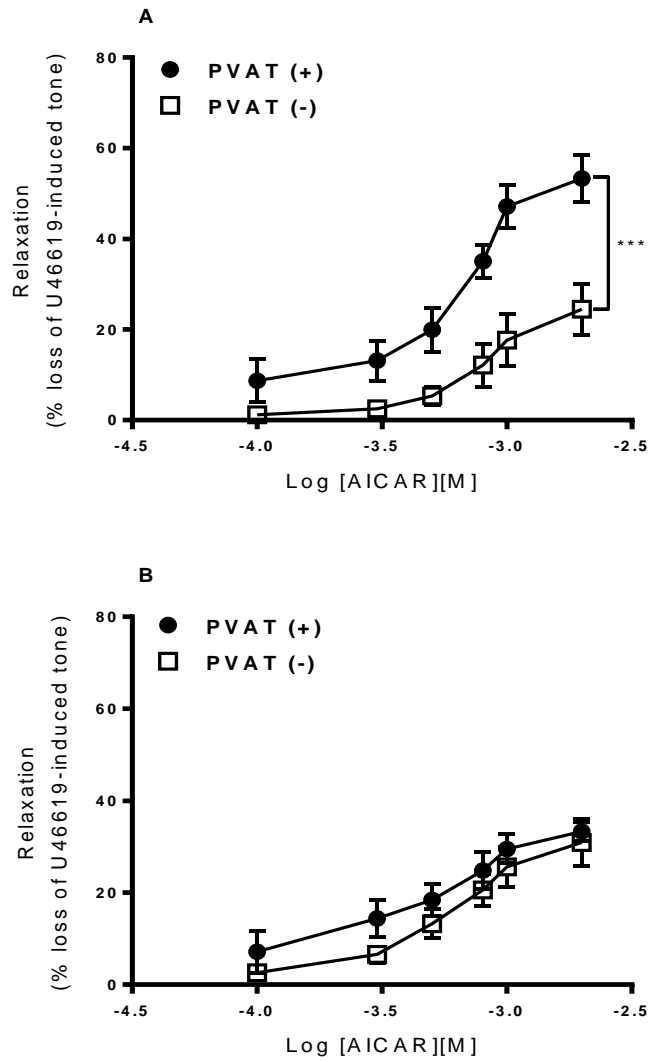 A
80
60
40
20
0
PVAT (+)
PVAT (-)
***
Relaxation
(% loss of U46619-induced tone)
-4.5 -4.0 -3.5 -3.0 -2.5
Log [AICAR][M]
B
80
60
40
20
0
PVAT (+)
PVAT (-)
Relaxation
(% loss of U46619-induced tone)
-4.5 -4.0 -3.5 -3.0 -2.5
Log [AICAR][M]